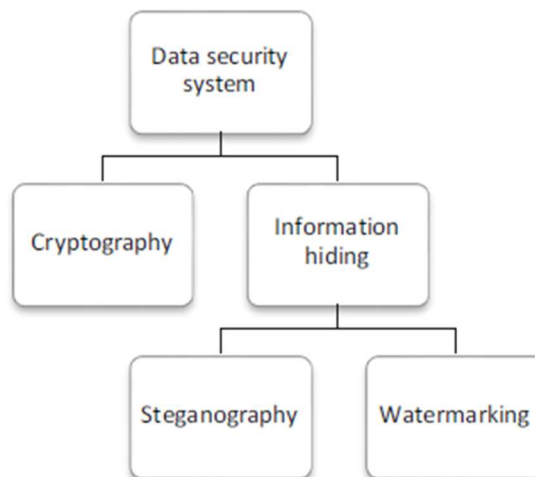 Data security
system
Cryptography
Information
hiding
Steganography
Watermarking